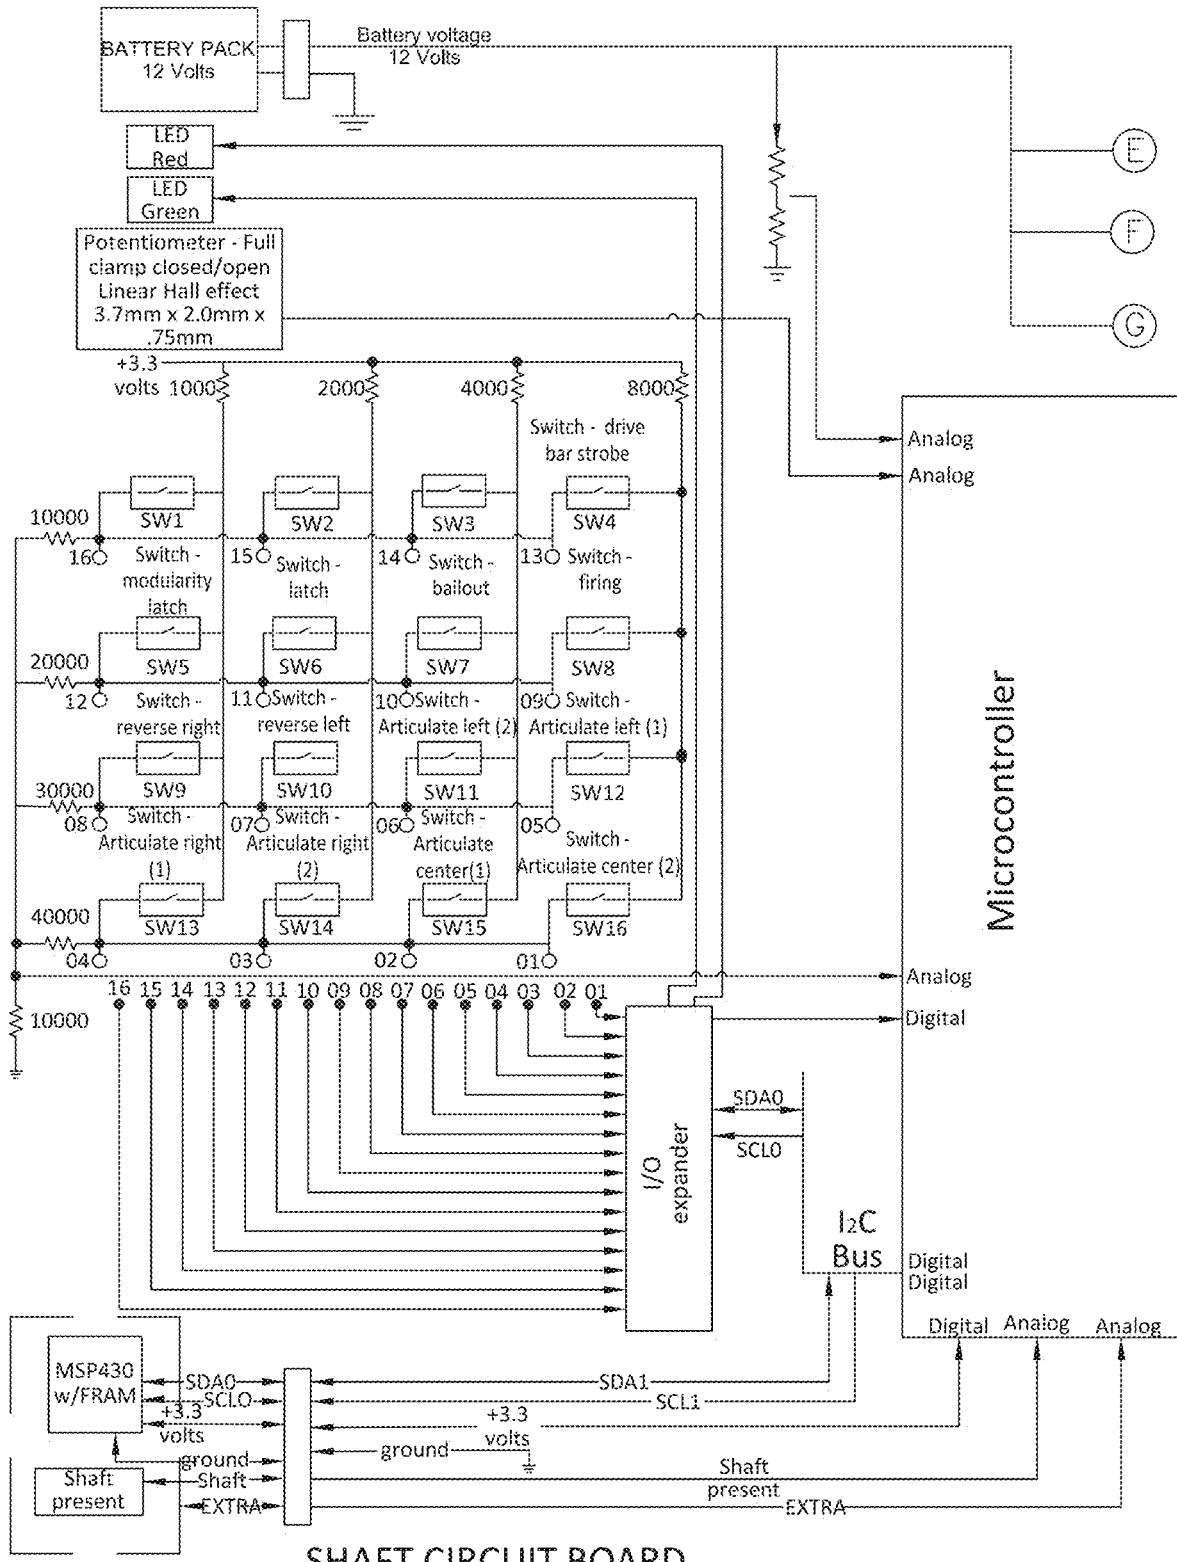 BATTERY PACK
12 Volts
Battery voltage
12 Volts
LED
Red
LED
Green
E
F
G
Potentiometer - Full
clamp closed/open
Linear Hall effect
3.7mm x 2.0mm x
.75mm
+3.3
volts
1000
2000
4000
8000
Switch - drive
bar strobe
Analog
Analog
SW1
SW2
SW3
SW4
10000
16
15
14
13
Switch -
modularity
latch
Switch -
latch
Switch -
bailout
Switch -
firing
SW5
SW6
SW7
SW8
20000
12
11
10
09
Switch -
reverse right
Switch -
reverse left
Switch -
Articulate left (2)
Switch -
Articulate left (1)
SW9
SW10
SW11
SW12
30000
08
07
06
05
Switch -
Articulate right
(1)
Switch -
Articulate right
(2)
Switch -
Articulate
center(1)
Switch -
Articulate center (2)
SW13
SW14
SW15
SW16
40000
04
03
02
01
Microcontroller
Analog
16 15 14 13 12 11 10 09 08 07 06 05 04 03 02 01
10000
Digital
I/O
expander
SDA0
SCL0
I2C
Bus
Digital
Digital
Digital
Analog
Analog
MSP430
w/FRAM
SDA0
SCLO
+3.3
volts
ground
Shaft
EXTRA
Shaft
present
SDA1
SCL1
+3.3
volts
ground
Shaft
present
EXTRA
SHAFT CIRCUIT BOARD